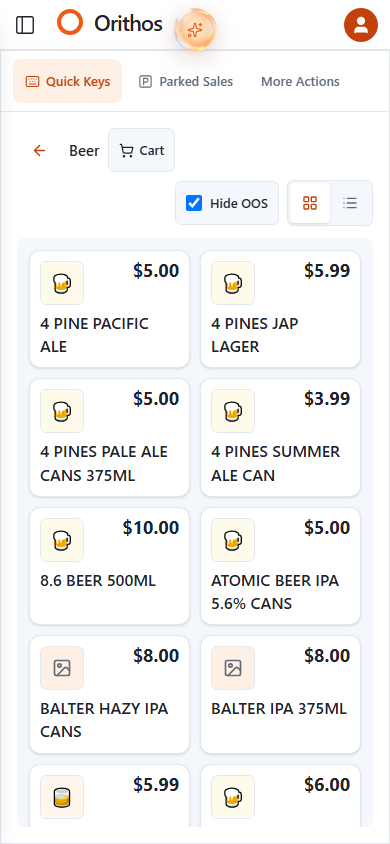 Orithos
Quick Keys
Parked Sales
More Actions
Beer
Cart
Hide OOS
$5.00
4 PINE PACIFIC
ALE
$5.99
4 PINES JAP
LAGER
$5.00
4 PINES PALE ALE
CANS 375ML
$3.99
4 PINES SUMMER
ALE CAN
$10.00
8.6 BEER 500ML
$5.00
ATOMIC BEER IPA
5.6% CANS
$8.00
BALTER HAZY IPA
CANS
$8.00
BALTER IPA 375ML
$5.99
$6.00